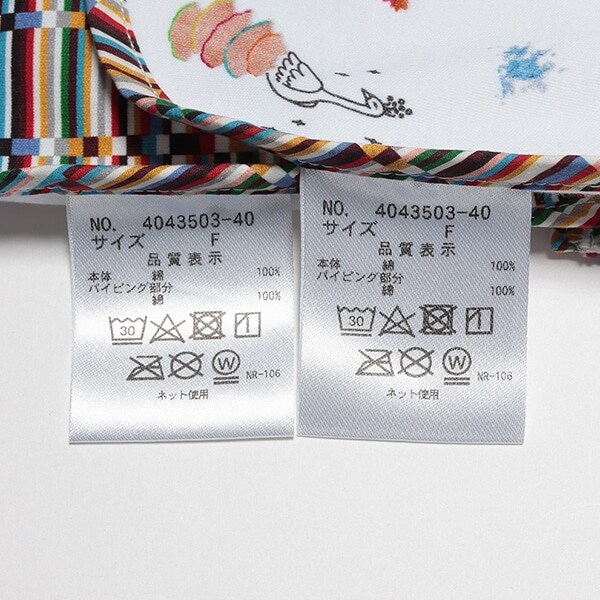 NO. 4043503-40
サイズ F
品質表示
本体 綿 100%
パイピング部分
綿 100%
30
W
NR-106
ネット使用
NO. 4043503-40
サイズ F
品質表示
本体 綿 100%
パイピング部分
綿 100%
30
W
NR-106
ネット使用